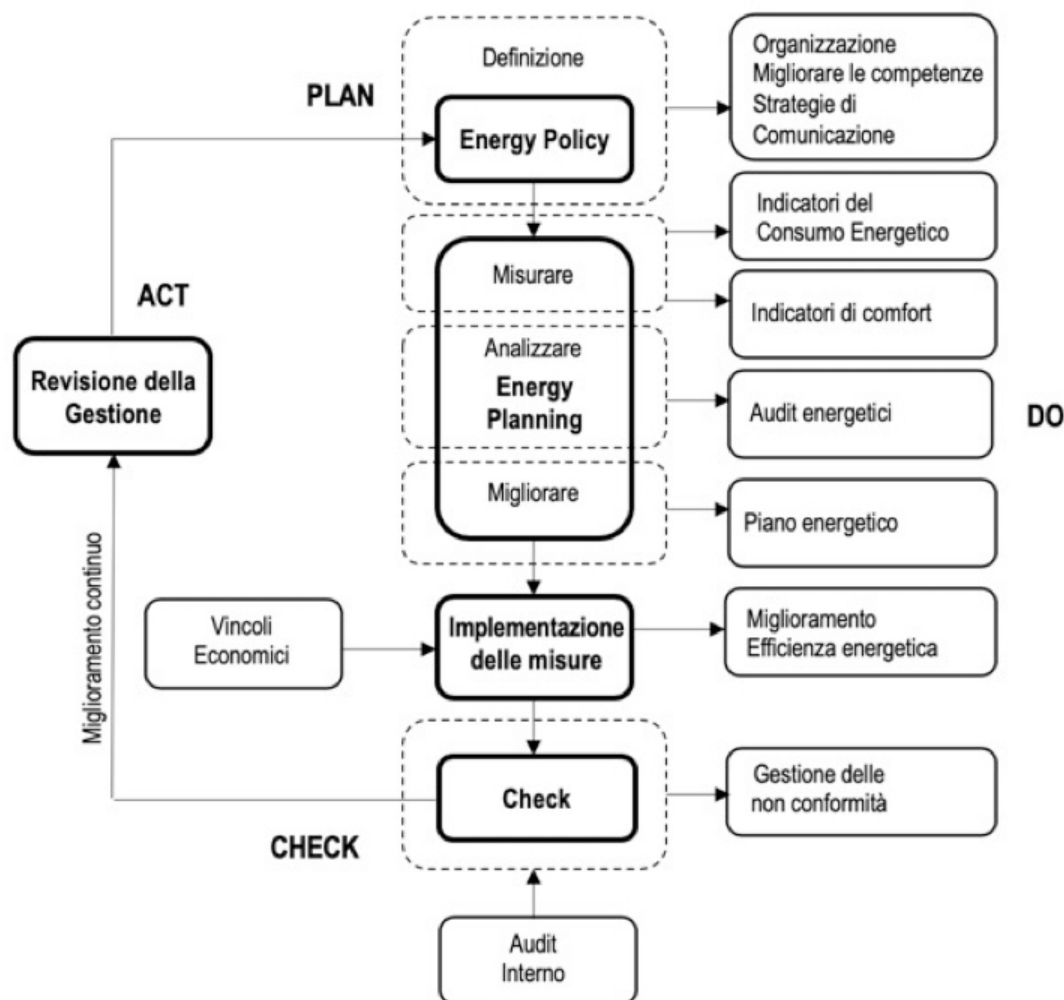 Definizione
PLAN
Energy Policy
Organizzazione
Migliorare le competenze
Strategie di
Comunicazione
Indicatori del
Consumo Energetico
Misurare
Indicatori di comfort
ACT
Revisione della
Gestione
Analizzare
Energy
Planning
Audit energetici
DO
Migliorare
Piano energetico
Miglioramento continuo
Vincoli
Economici
Implementazione
delle misure
Miglioramento
Efficienza energetica
Check
CHECK
Gestione delle
non conformità
Audit
Interno